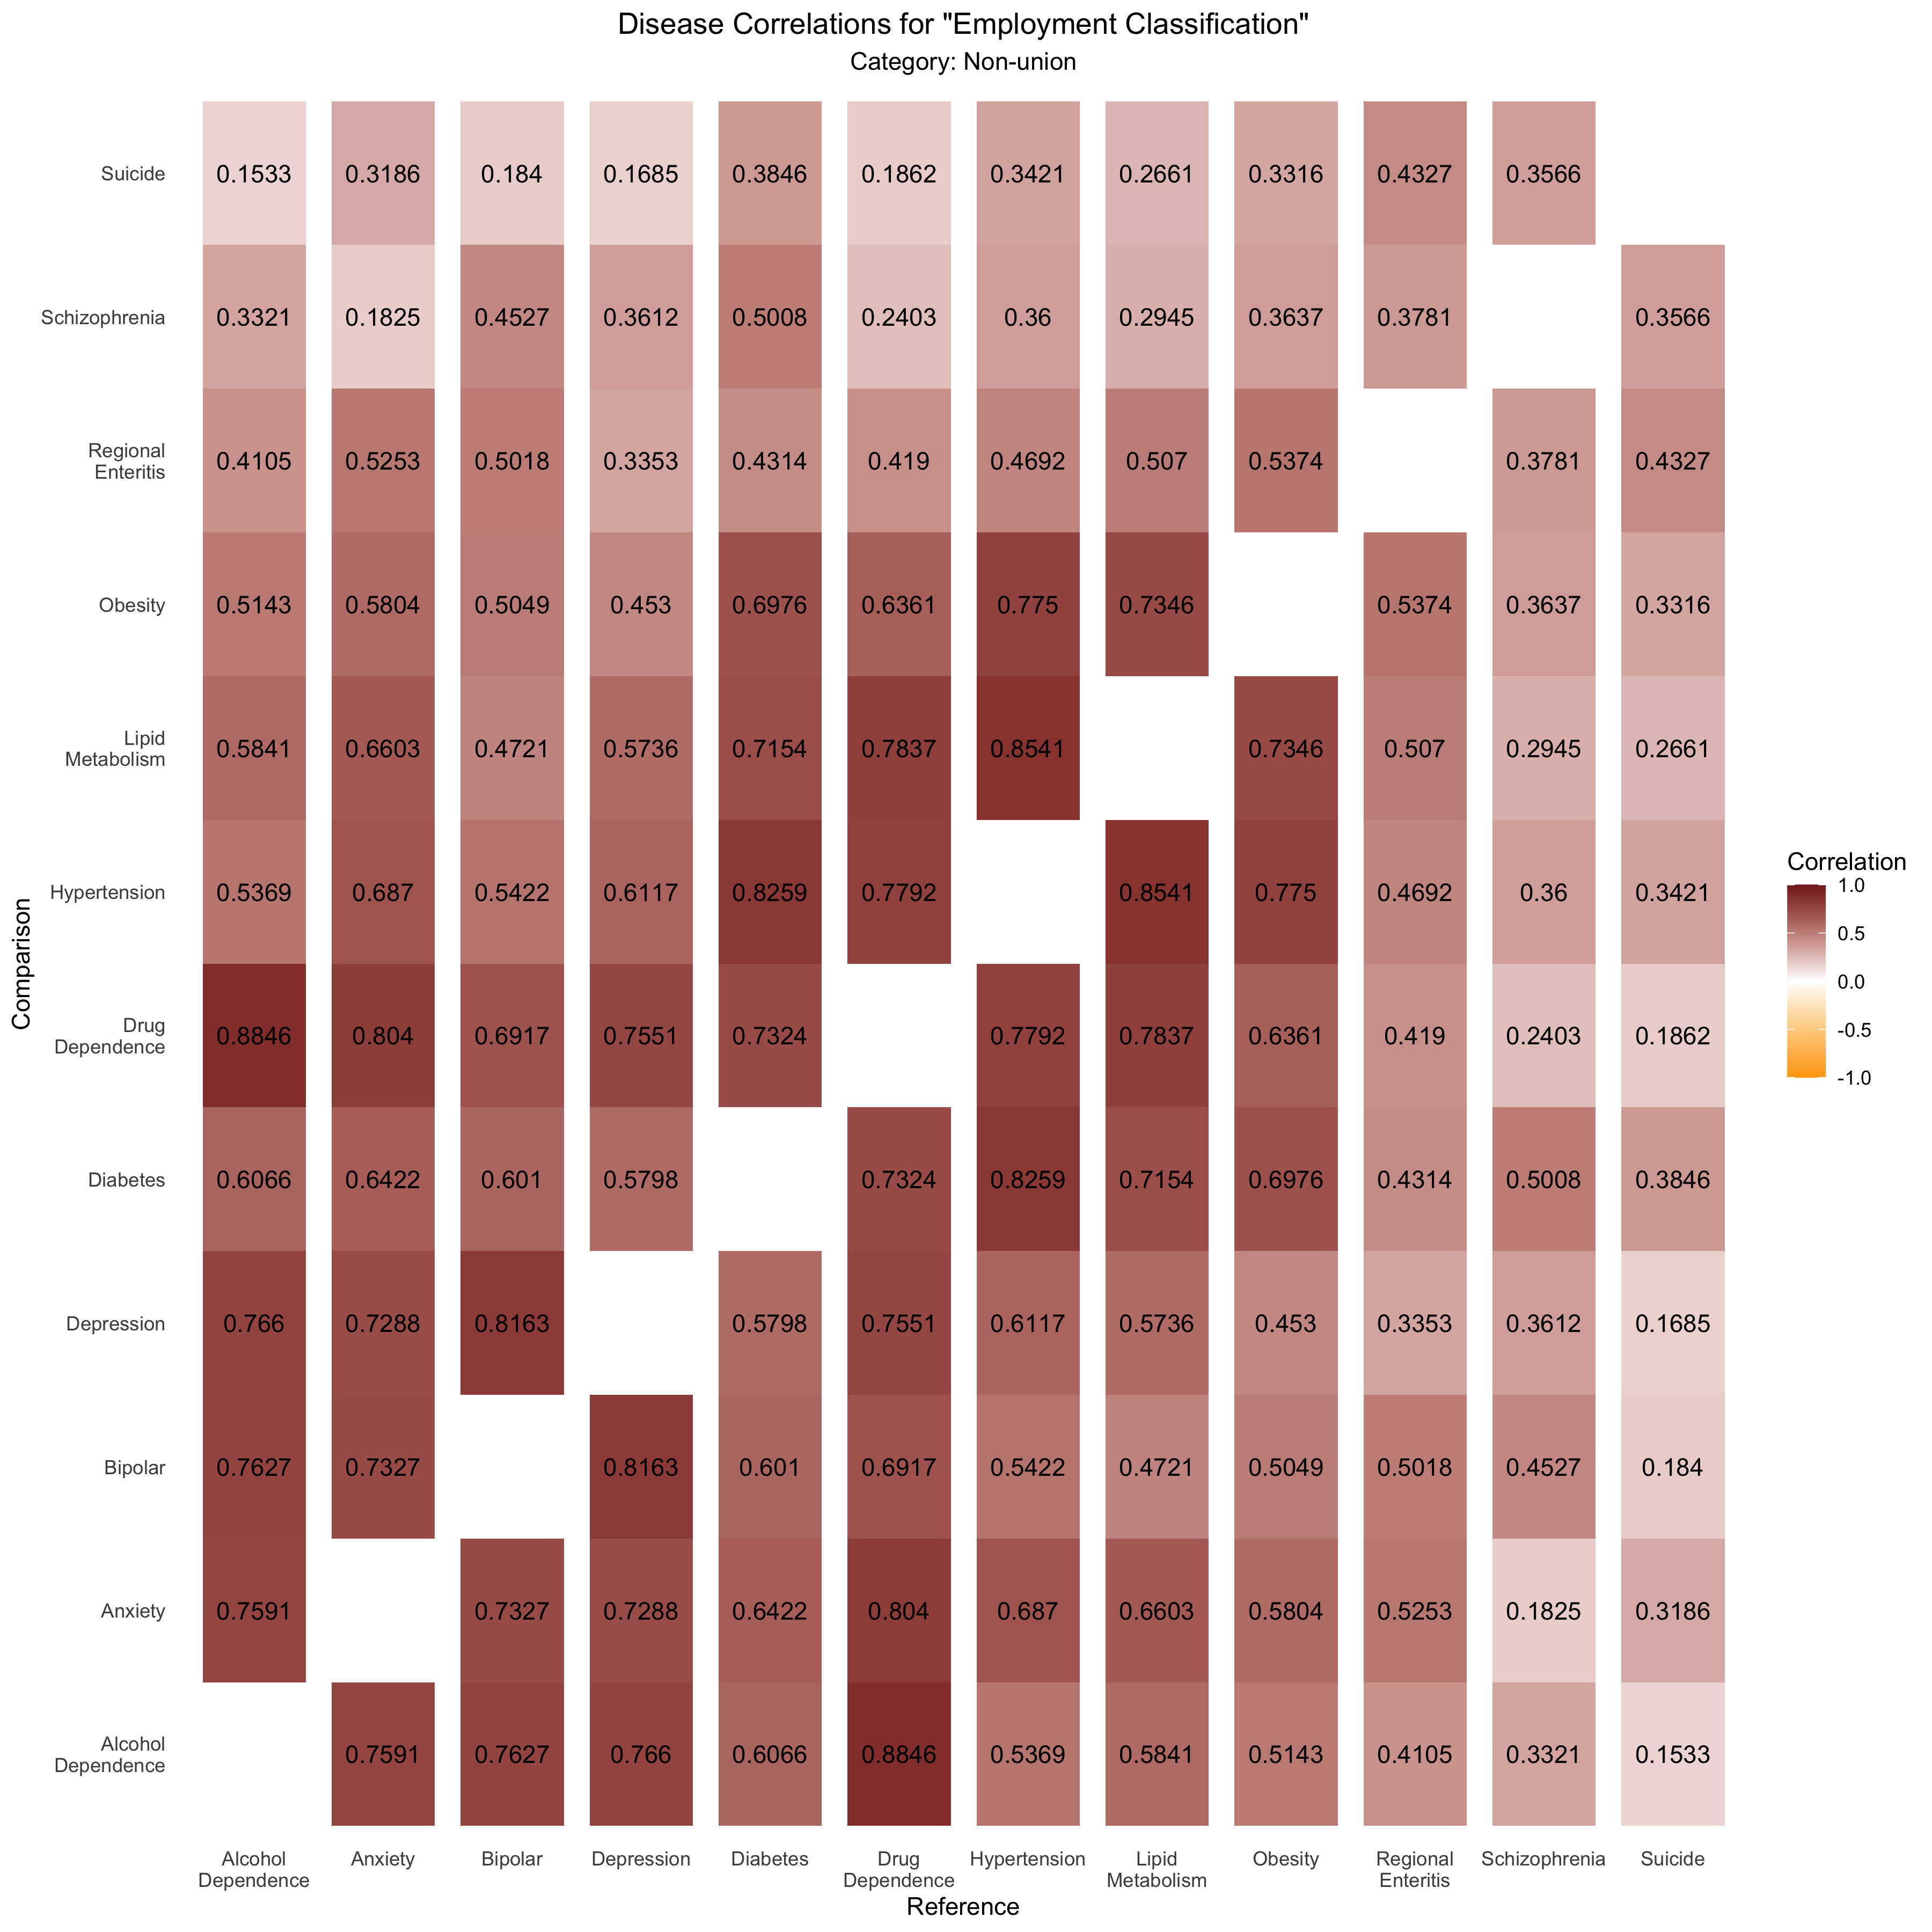 Disease Correlations for "Employment Classification"
Category: Non-union
Suicide 0.1533 0.3186 0.184 0.1685 0.3846 0.1862 0.3421 0.2661 0.3316 0.4327 0.3566
Schizophrenia 0.3321 0.1825 0.4527 0.3612 0.5008 0.2403 0.36 0.2945 0.3637 0.3781 0.3566
Regional
Enteritis 0.4105 0.5253 0.5018 0.3353 0.4314 0.419 0.4692 0.507 0.5374 0.3781 0.4327
Obesity 0.5143 0.5804 0.5049 0.453 0.6976 0.6361 0.775 0.7346 0.5374 0.3637 0.3316
Lipid
Metabolism 0.5841 0.6603 0.4721 0.5736 0.7154 0.7837 0.8541 0.7346 0.507 0.2945 0.2661
Hypertension 0.5369 0.687 0.5422 0.6117 0.8259 0.7792 0.8541 0.775 0.4692 0.36 0.3421
Drug
Dependence 0.8846 0.804 0.6917 0.7551 0.7324 0.7792 0.7837 0.6361 0.419 0.2403 0.1862
Diabetes 0.6066 0.6422 0.601 0.5798 0.7324 0.8259 0.7154 0.6976 0.4314 0.5008 0.3846
Depression 0.766 0.7288 0.8163 0.5798 0.7551 0.6117 0.5736 0.453 0.3353 0.3612 0.1685
Bipolar 0.7627 0.7327 0.8163 0.601 0.6917 0.5422 0.4721 0.5049 0.5018 0.4527 0.184
Anxiety 0.7591 0.7327 0.7288 0.6422 0.804 0.687 0.6603 0.5804 0.5253 0.1825 0.3186
Alcohol
Dependence 0.7591 0.7627 0.766 0.6066 0.8846 0.5369 0.5841 0.5143 0.4105 0.3321 0.1533
Comparison
Alcohol Anxiety Bipolar Depression Diabetes Drug Hypertension Lipid Obesity Regional Schizophrenia Suicide
Dependence Dependence Metabolism Enteritis
Reference
Correlation
1.0
0.5
0.0
-0.5
-1.0